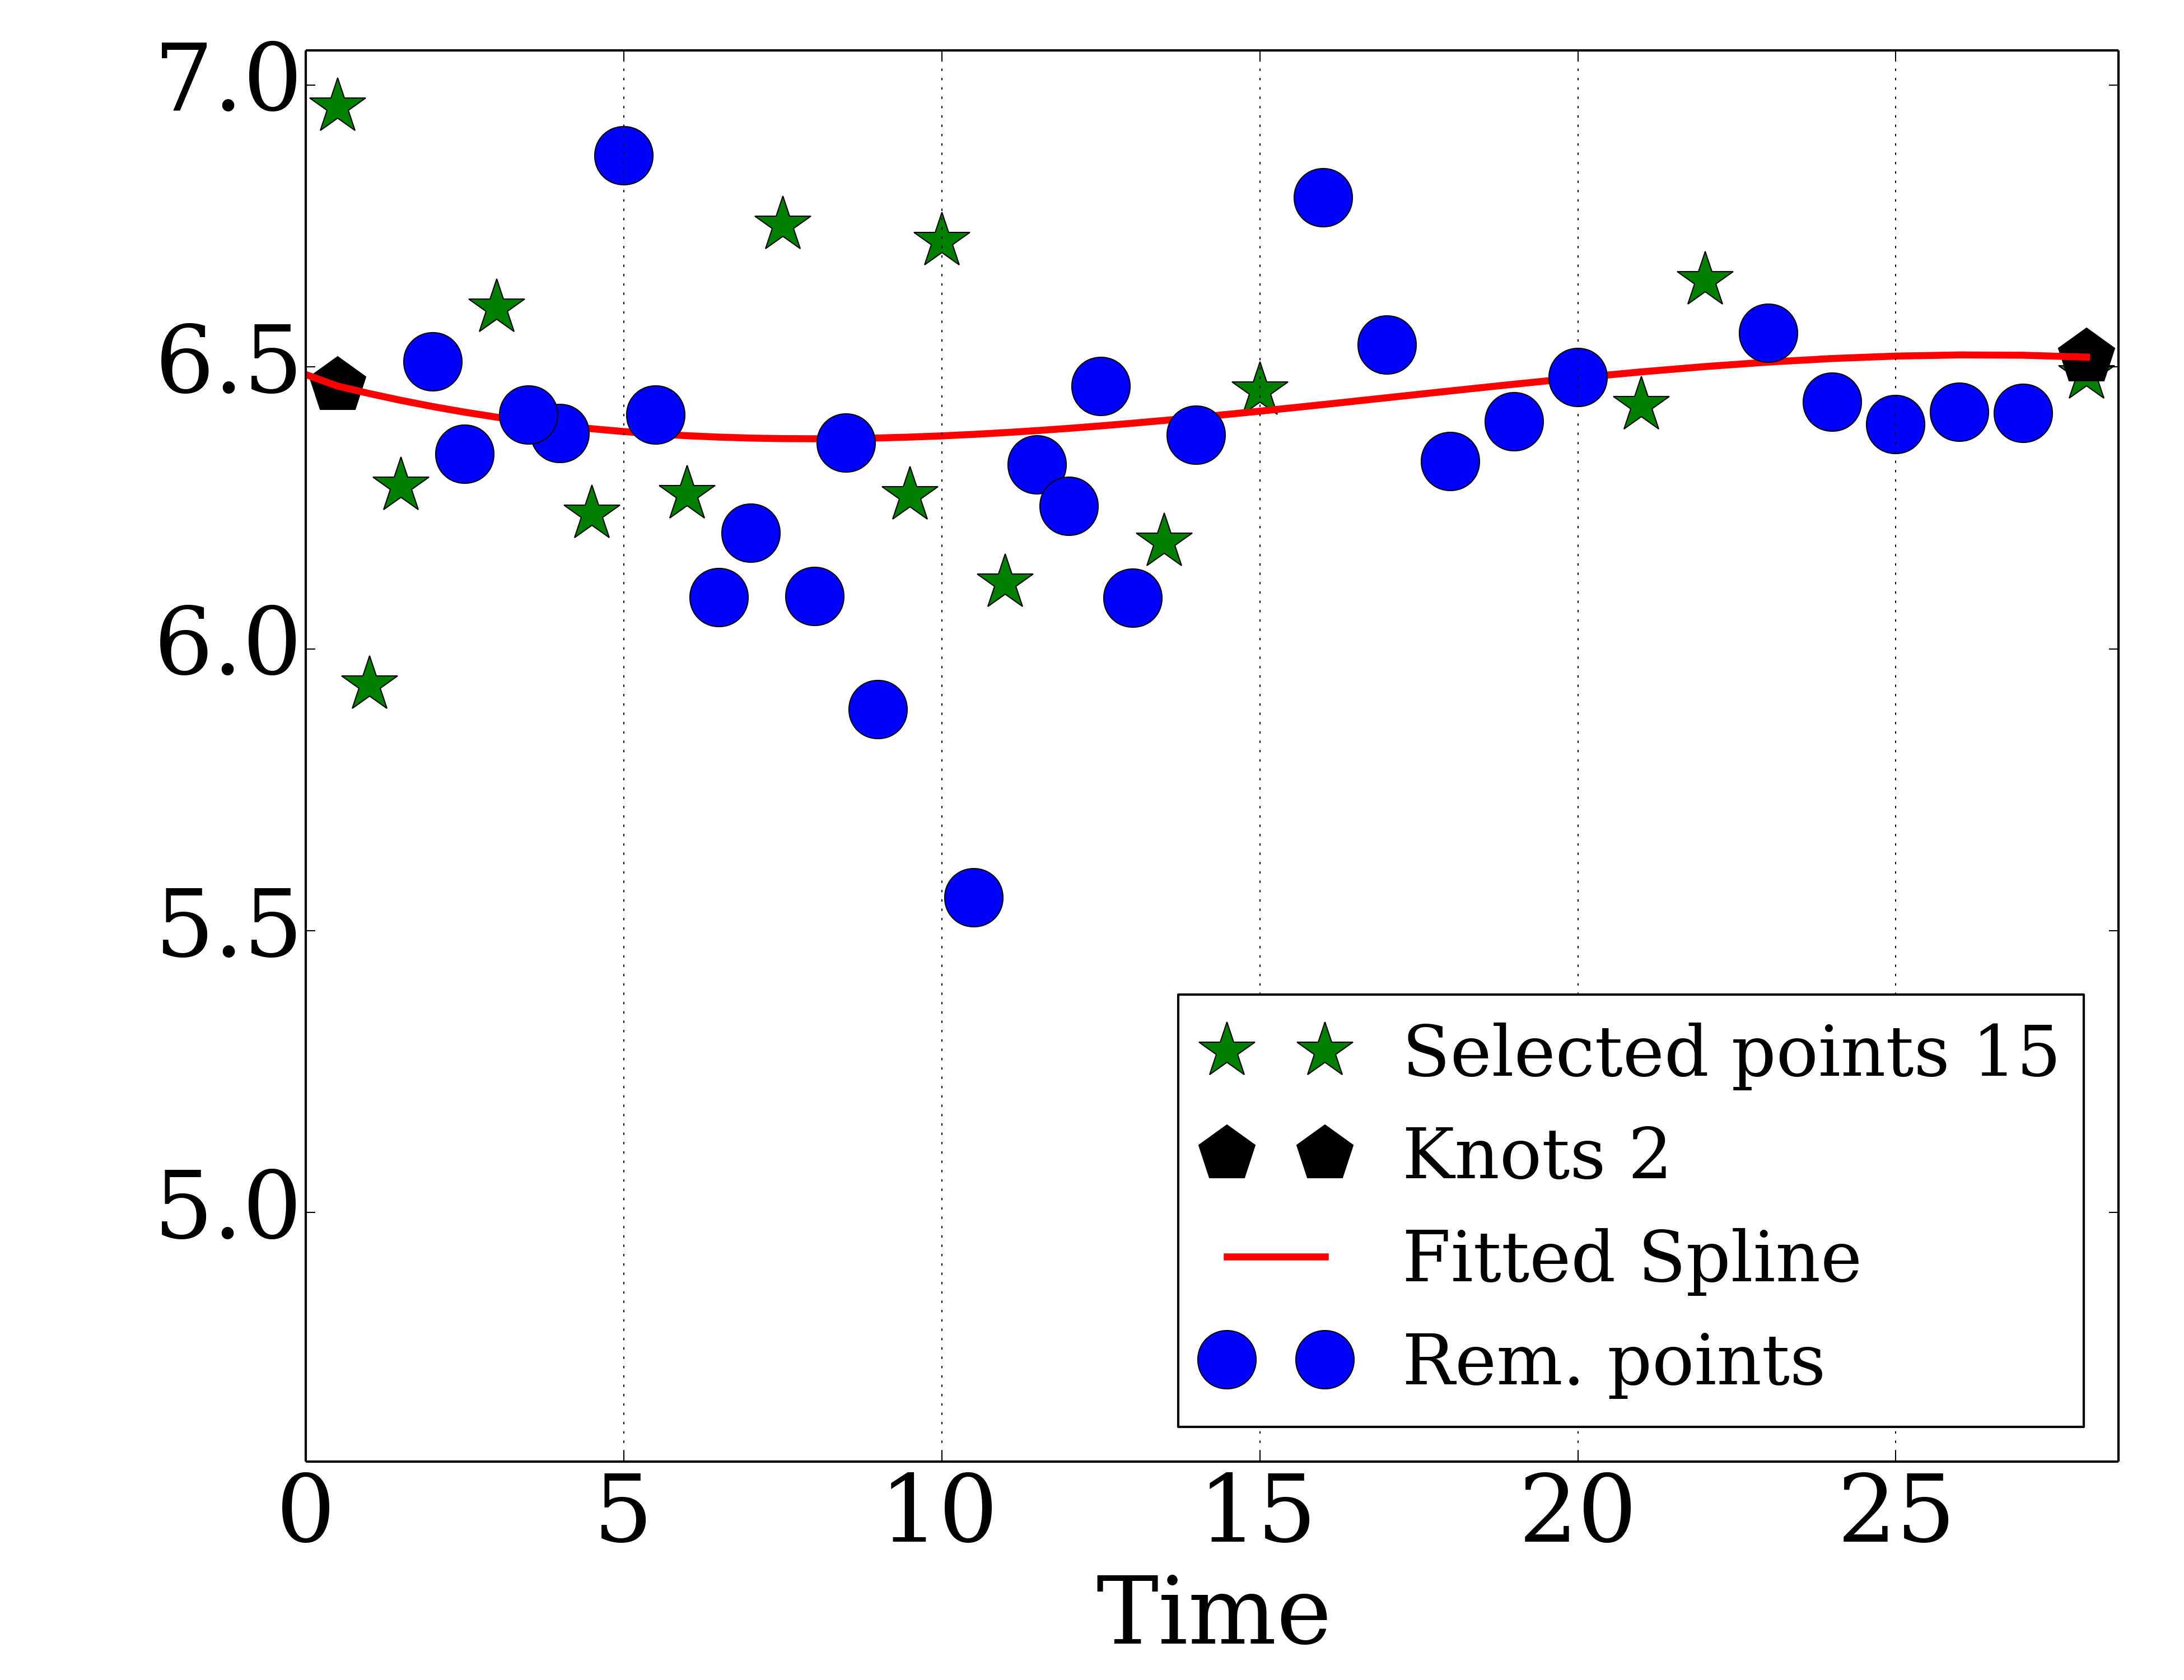 7.0
6.5
6.0
5.5
5.0
Selected points 15
Knots 2
Fitted Spline
Rem. points
0 5 10 15 20 25
Time